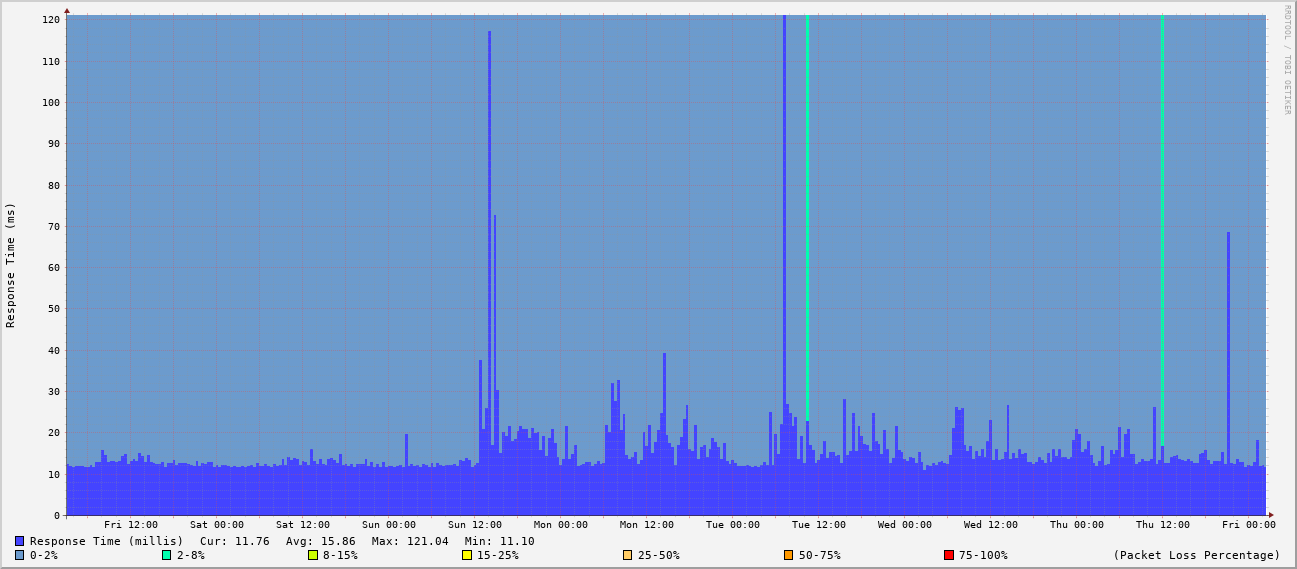 RRDTOOL / TOBI OETIKER
Response Time (ms)
120
110
100
90
80
70
60
50
40
30
20
10
0
Fri 12:00 Sat 00:00 Sat 12:00 Sun 00:00 Sun 12:00 Mon 00:00 Mon 12:00 Tue 00:00 Tue 12:00 Wed 00:00 Wed 12:00 Thu 00:00 Thu 12:00 Fri 00:00
Response Time (millis) Cur: 11.76 Avg: 15.86 Max: 121.04 Min: 11.10
0-2% 2-8% 8-15% 15-25% 25-50% 50-75% 75-100% (Packet Loss Percentage)